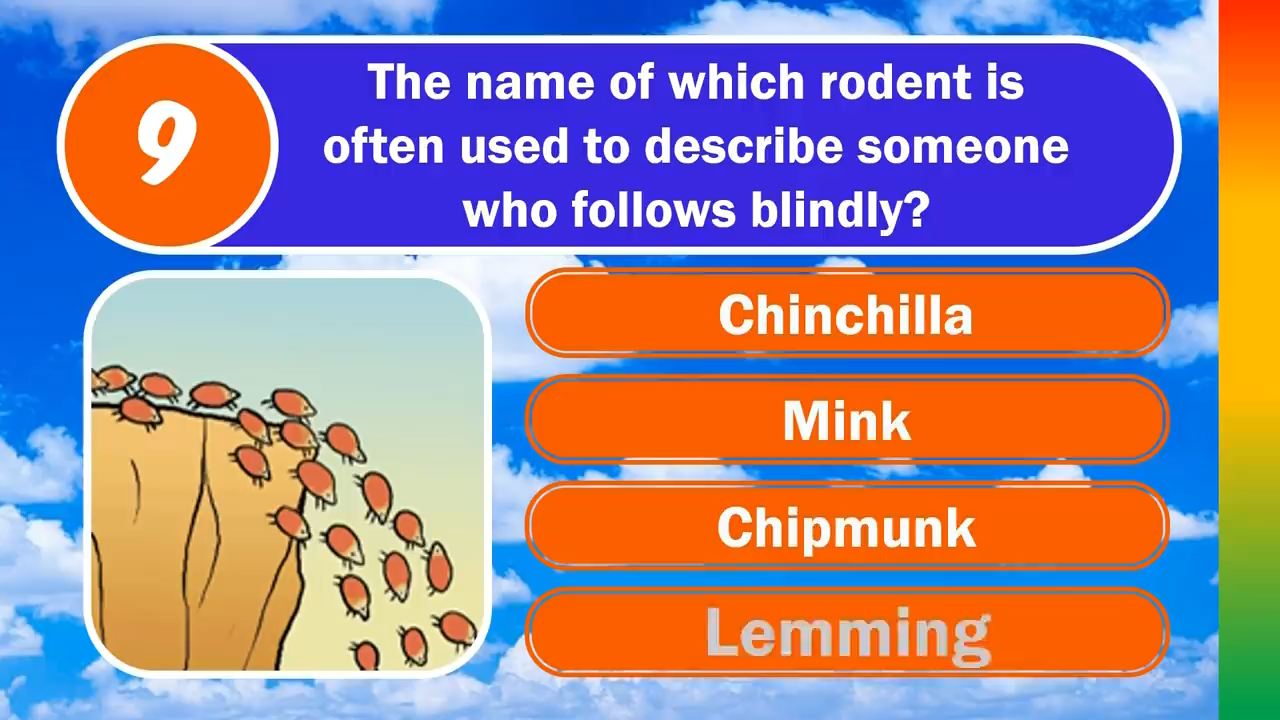 9
The name of which rodent is
often used to describe someone
who follows blindly?
Chinchilla
Mink
Chipmunk
Lemming